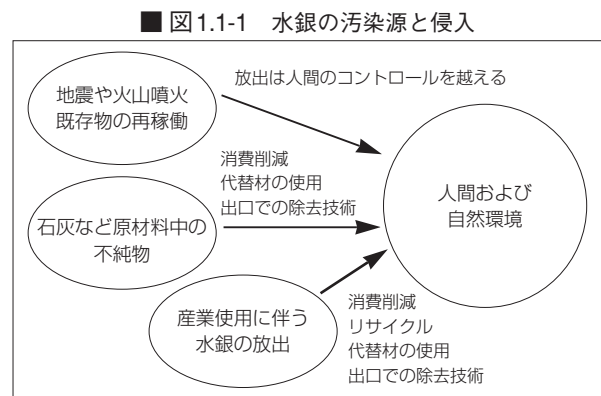 ■ 図1.1-1 水銀の汚染源と侵入
地震や火山噴火
既存物の再稼働
放出は人間のコントロールを越える
消費削減
代替材の使用
出口での除去技術
石灰など原材料中の
不純物
人間および
自然環境
産業使用に伴う
水銀の放出
消費削減
リサイクル
代替材の使用
出口での除去技術